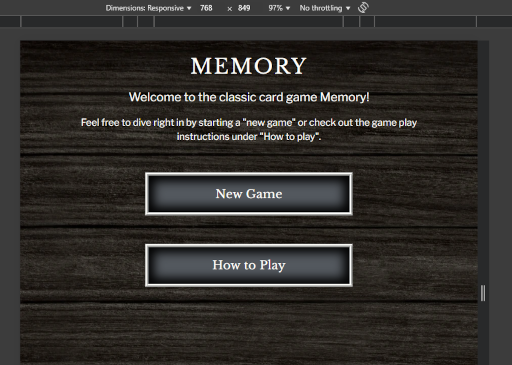 Dimensions: Responsive ▼ 768 × 849 97% ▼ No throttling ▼
MEMORY
Welcome to the classic card game Memory!
Feel free to dive right in by starting a "new game" or check out the game play
instructions under "How to play".
New Game
How to Play